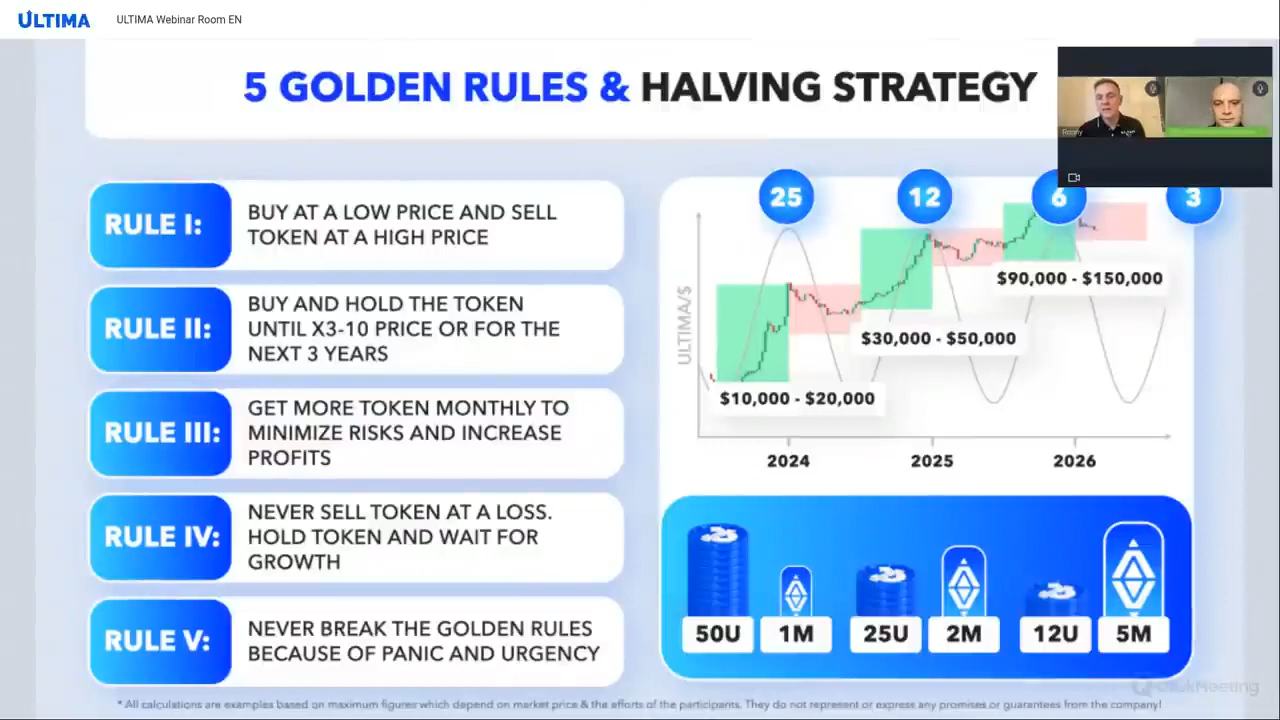 ULTIMA
ULTIMA Webinar Room EN
5 GOLDEN RULES & HALVING STRATEGY
Ronny
RULE I:
BUY AT A LOW PRICE AND SELL
TOKEN AT A HIGH PRICE
RULE II:
BUY AND HOLD THE TOKEN
UNTIL X3-10 PRICE OR FOR THE
NEXT 3 YEARS
RULE III:
GET MORE TOKEN MONTHLY TO
MINIMIZE RISKS AND INCREASE
PROFITS
RULE IV:
NEVER SELL TOKEN AT A LOSS.
HOLD TOKEN AND WAIT FOR
GROWTH
RULE V:
NEVER BREAK THE GOLDEN RULES
BECAUSE OF PANIC AND URGENCY
25
12
6
3
ULTIMA/$
$90,000 - $150,000
$30,000 - $50,000
$10,000 - $20,000
2024
2025
2026
50U
1M
25U
2M
12U
5M
ClickMeeting
* All calculations are examples based on maximum figures which depend on market price & the efforts of the participants. They do not represent or express any promises or guarantees from the company!